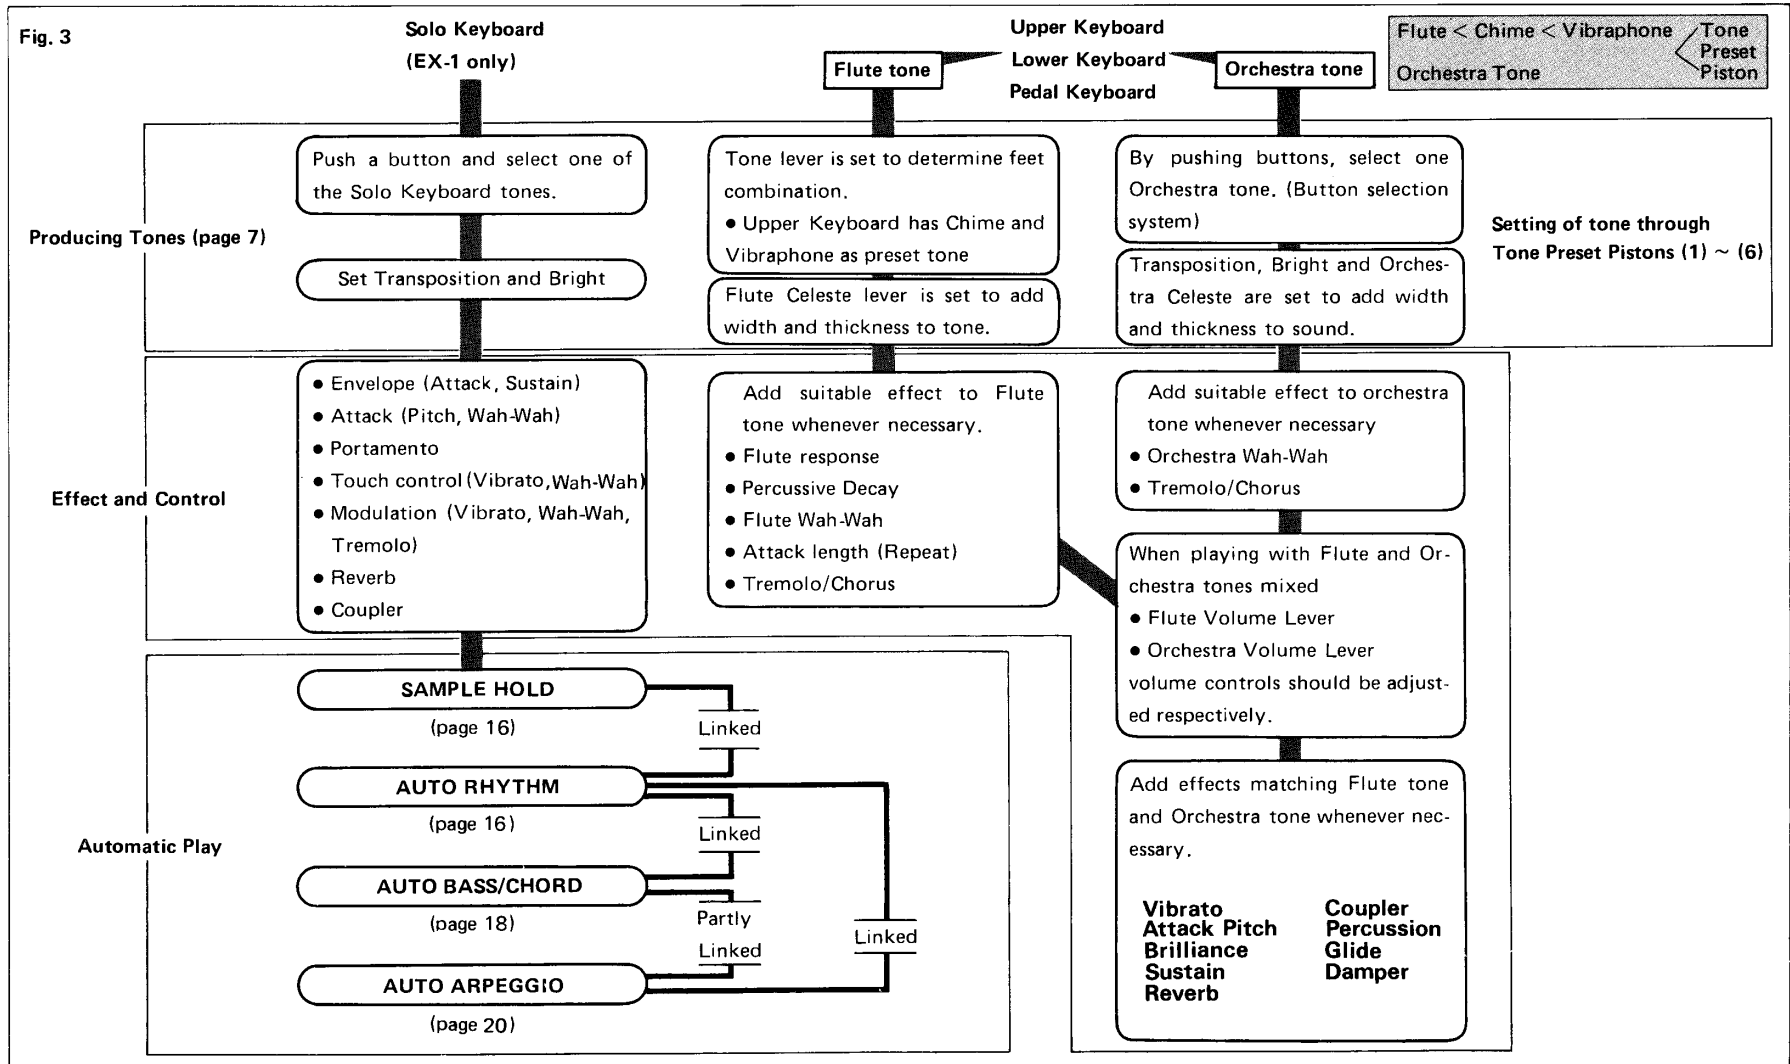 Fig. 3
Solo Keyboard
(EX-1 only)
Upper Keyboard
Lower Keyboard
Pedal Keyboard
Flute tone
Orchestra tone
Flute < Chime < Vibraphone
Orchestra Tone
Tone
Preset
Piston
Producing Tones (page 7)
Push a button and select one of
the Solo Keyboard tones.
Set Transposition and Bright
Tone lever is set to determine feet
combination.
• Upper Keyboard has Chime and
Vibraphone as preset tone
Flute Celeste lever is set to add
width and thickness to tone.
By pushing buttons, select one
Orchestra tone. (Button selection
system)
Transposition, Bright and Orches-
tra Celeste are set to add width
and thickness to sound.
Setting of tone through
Tone Preset Pistons (1) ~ (6)
Effect and Control
• Envelope (Attack, Sustain)
• Attack (Pitch, Wah-Wah)
• Portamento
• Touch control (Vibrato, Wah-Wah)
• Modulation (Vibrato, Wah-Wah,
Tremolo)
• Reverb
• Coupler
Add suitable effect to Flute
tone whenever necessary.
• Flute response
• Percussive Decay
• Flute Wah-Wah
• Attack length (Repeat)
• Tremolo/Chorus
Add suitable effect to orchestra
tone whenever necessary
• Orchestra Wah-Wah
• Tremolo/Chorus
When playing with Flute and Or-
chestra tones mixed
• Flute Volume Lever
• Orchestra Volume Lever
volume controls should be adjust-
ed respectively.
Add effects matching Flute tone
and Orchestra tone whenever nec-
essary.
Vibrato
Attack Pitch
Brilliance
Sustain
Reverb
Coupler
Percussion
Glide
Damper
Automatic Play
SAMPLE HOLD
(page 16)
Linked
AUTO RHYTHM
(page 16)
Linked
AUTO BASS/CHORD
(page 18)
Partly
Linked
Linked
AUTO ARPEGGIO
(page 20)